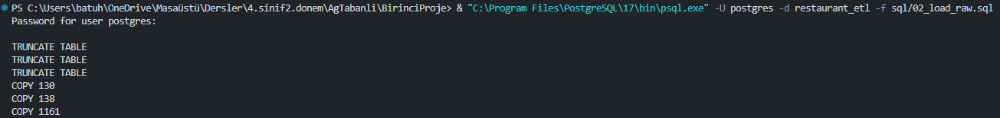 PS C:\Users\batuh\OneDrive\Masaüstü\Dersler\4.sinif2.donem\AgTabanli\BirinciProje> & "C:\Program Files\PostgreSQL\17\bin\psql.exe" -U postgres -d restaurant_etl -f sql/02_load_raw.sql
Password for user postgres:
TRUNCATE TABLE
TRUNCATE TABLE
TRUNCATE TABLE
COPY 130
COPY 138
COPY 1161